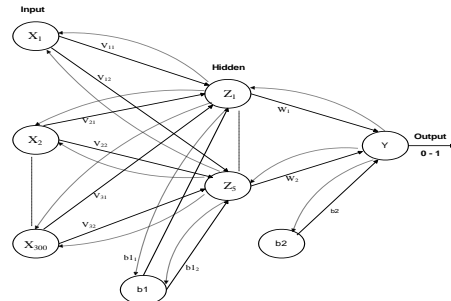 Input
X1
V11
V12
Hidden
Z1
V21
W1
X2
V22
Y
Output
0 - 1
V31
Z5
W2
V32
X300
b11
b12
b2
b2
b1